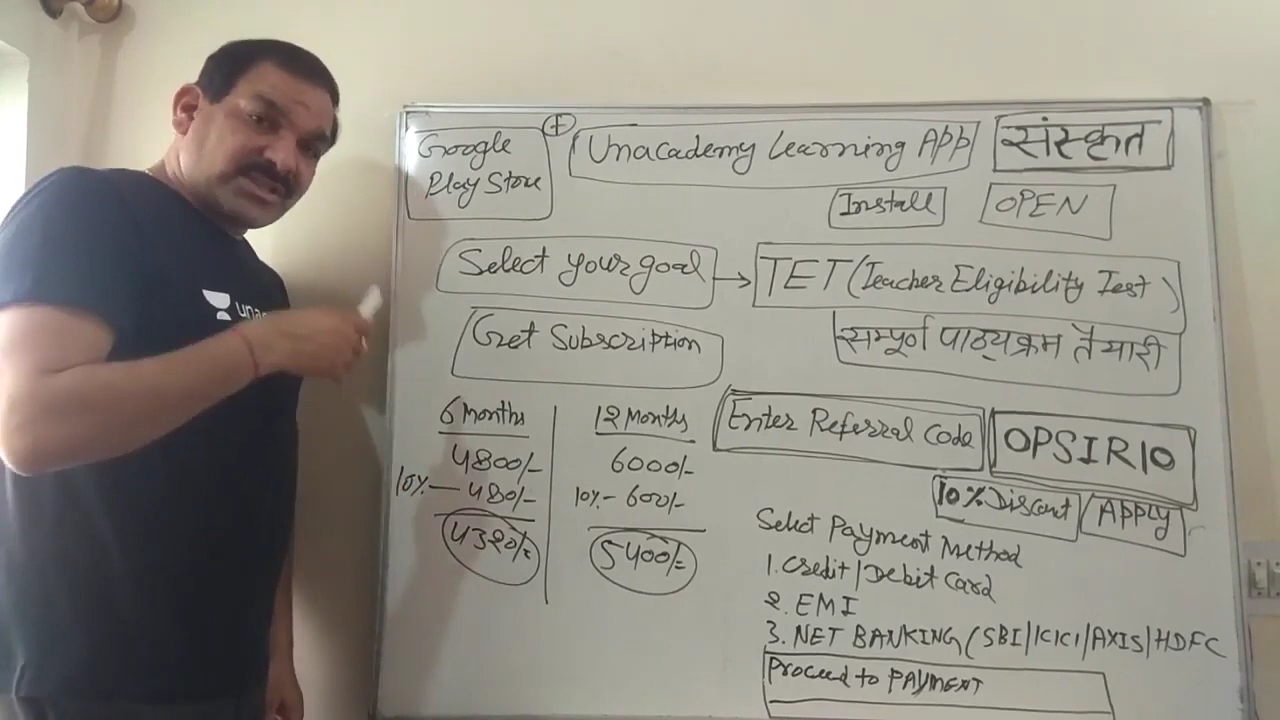 Google
Play Store
+
Unacademy Learning APP
संस्कृत
Install
OPEN
Select your goal → TET (Teacher Eligibility Test)
Get Subscription
सम्पूर्ण पाठ्यक्रम तैयारी
6 Months
4800/-
10% — 480/-
4320/-
12 Months
6000/-
10% - 600/-
5400/-
Enter Referral Code
OPSIR10
10% Discount
APPLY
Select Payment Method
1. Credit/Debit Card
2. EMI
3. NET BANKING (SBI/ICICI/AXIS/HDFC
Proceed to PAYMENT
una